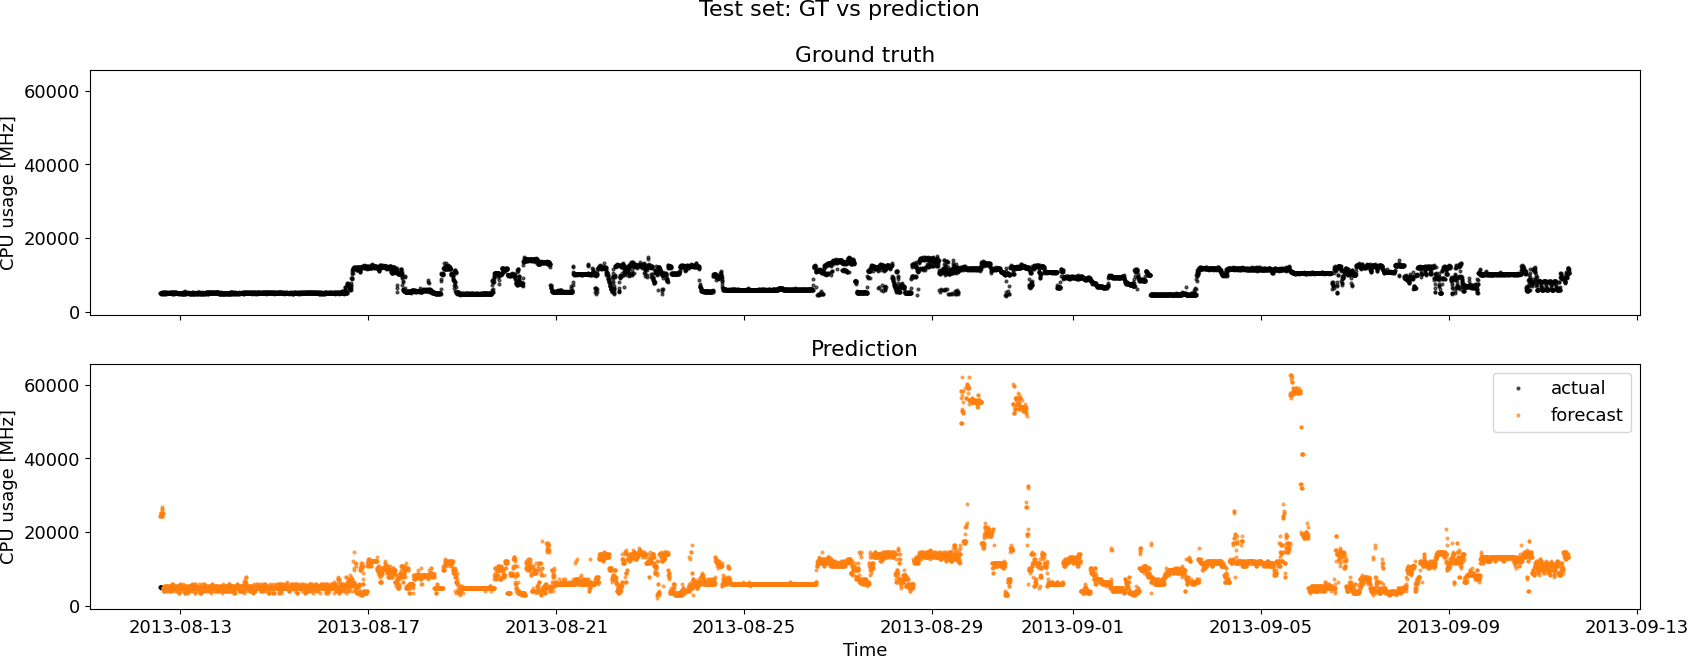 Test set: GT vs prediction
Ground truth
CPU usage [MHz]
60000
40000
20000
0
Prediction
CPU usage [MHz]
60000
40000
20000
0
actual
forecast
2013-08-13 2013-08-17 2013-08-21 2013-08-25 2013-08-29 2013-09-01 2013-09-05 2013-09-09 2013-09-13
Time